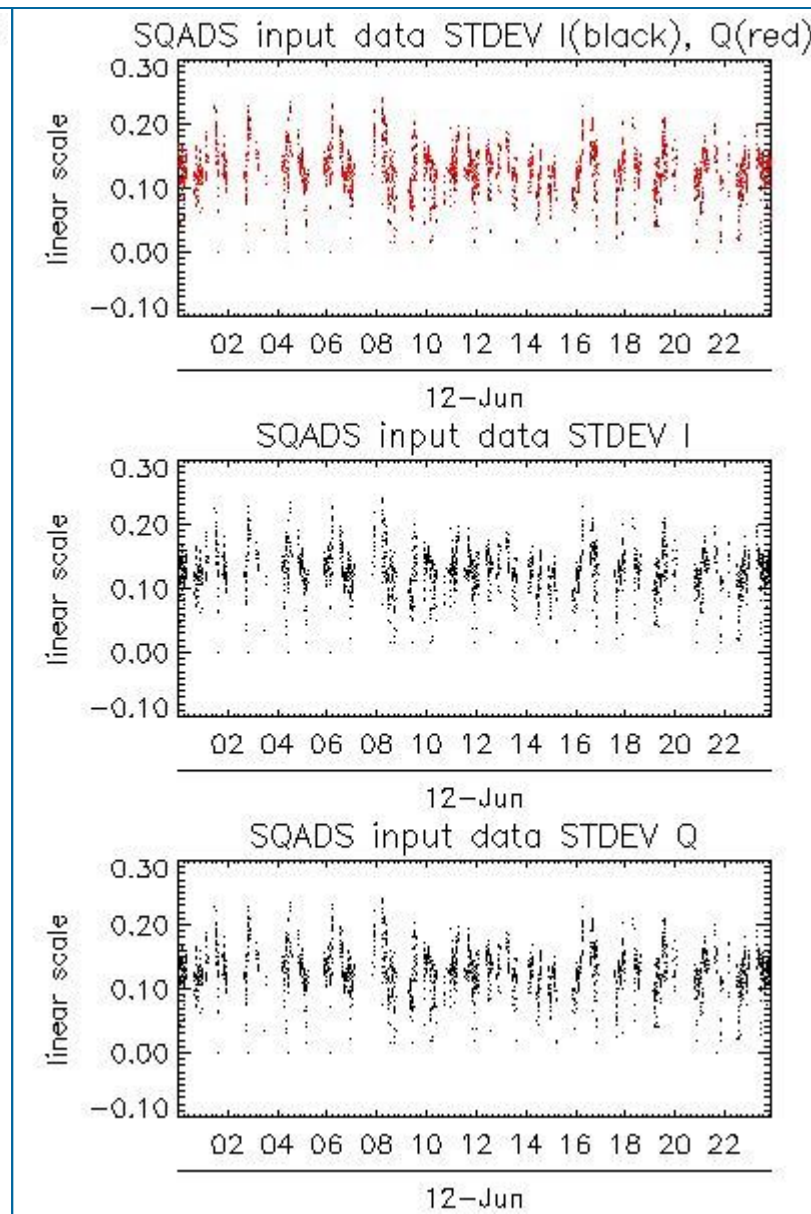 SQADS input data STDEV I(black), Q(red)
0.30
0.20
0.10
0.00
-0.10
linear scale
02 04 06 08 10 12 14 16 18 20 22
12-Jun
SQADS input data STDEV I
0.30
0.20
0.10
0.00
-0.10
linear scale
02 04 06 08 10 12 14 16 18 20 22
12-Jun
SQADS input data STDEV Q
0.30
0.20
0.10
0.00
-0.10
linear scale
02 04 06 08 10 12 14 16 18 20 22
12-Jun